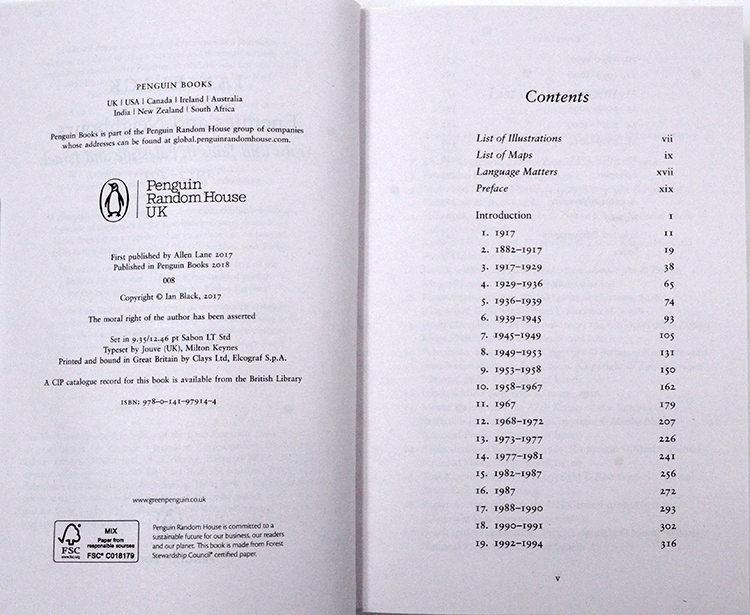 PENGUIN BOOKS
UK | USA | Canada | Ireland | Australia
India | New Zealand | South Africa
Penguin Books is part of the Penguin Random House group of companies
whose addresses can be found at global.penguinrandomhouse.com.
Penguin
Random House
UK
First published by Allen Lane 2017
Published in Penguin Books 2018
008
Copyright © Ian Black, 2017
The moral right of the author has been asserted
Set in 9.35/12.46 pt Sabon LT Std
Typeset by Jouve (UK), Milton Keynes
Printed and bound in Great Britain by Clays Ltd, Elcograf S.p.A.
A CIP catalogue record for this book is available from the British Library
ISBN: 978-0-141-97914-4
www.greenpenguin.co.uk
FSC
www.fsc.org
MIX
Paper from
responsible sources
FSC® C018179
Penguin Random House is committed to a
sustainable future for our business, our readers
and our planet. This book is made from Forest
Stewardship Council® certified paper.
Contents
List of Illustrations vii
List of Maps ix
Language Matters xvii
Preface xix
Introduction 1
1. 1917 11
2. 1882–1917 19
3. 1917–1929 38
4. 1929–1936 65
5. 1936–1939 74
6. 1939–1945 93
7. 1945–1949 105
8. 1949–1953 131
9. 1953–1958 150
10. 1958–1967 162
11. 1967 179
12. 1968–1972 207
13. 1973–1977 226
14. 1977–1981 241
15. 1982–1987 256
16. 1987 272
17. 1988–1990 293
18. 1990–1991 302
19. 1992–1994 316
v